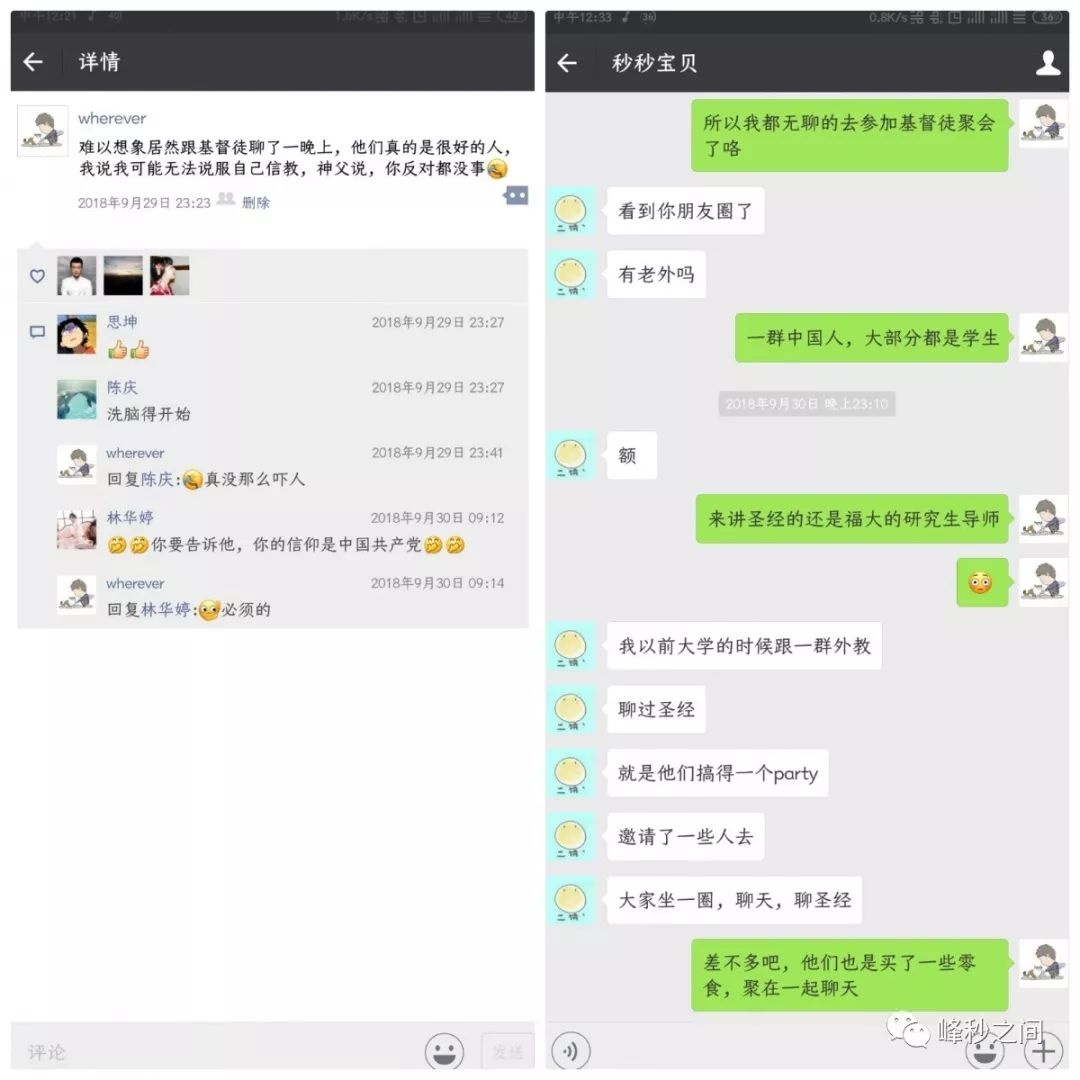 中午12:21
1.6K/s
40
详情
wherever
难以想象居然跟基督徒聊了一晚上，他们真的是很好的人，
我说我可能无法说服自己信教，神父说，你反对都没事
2018年9月29日 23:23
删除
思坤
2018年9月29日 23:27
陈庆
2018年9月29日 23:27
洗脑得开始
wherever
2018年9月29日 23:41
回复陈庆:真没那么吓人
林华婷
2018年9月30日 09:12
你要告诉他，你的信仰是中国共产党
wherever
2018年9月30日 09:14
回复林华婷:必须的
评论
发送
中午12:33
36
0.8K/s
36
秒秒宝贝
所以我都无聊的去参加基督徒聚会
了咯
看到你朋友圈了
有老外吗
一群中国人，大部分都是学生
2018年9月30日 晚上23:10
额
来讲圣经的还是福大的研究生导师
我以前大学的时候跟一群外教
聊过圣经
就是他们搞得一个party
邀请了一些人去
大家坐一圈，聊天，聊圣经
差不多吧，他们也是买了一些零
食，聚在一起聊天
峰秒之间